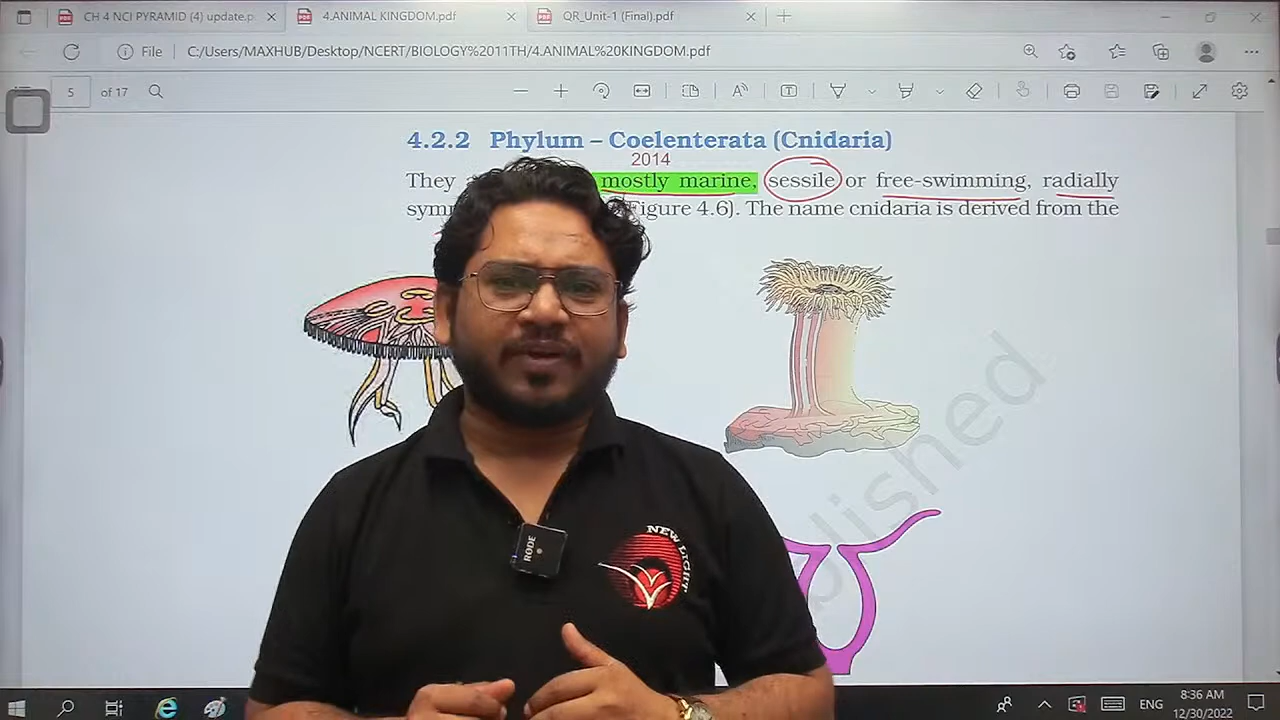 CH 4 NCI PYRAMID (4) update.p
4.ANIMAL KINGDOM.pdf
QR_Unit-1 (Final).pdf
File
C:/Users/MAXHUB/Desktop/NCERT/BIOLOGY%2011TH/4.ANIMAL%20KINGDOM.pdf
5 of 17
4.2.2 Phylum – Coelenterata (Cnidaria)
2014
They mostly marine, sessile or free-swimming, radially
sym Figure 4.6). The name cnidaria is derived from the
blished
RODE
NEW LIGHT
ENG
8:36 AM
12/30/2022